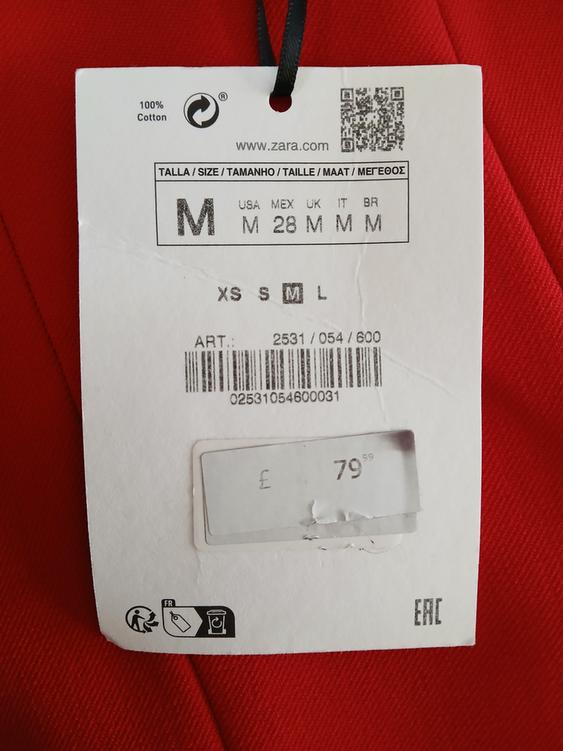 100%
Cotton
®
www.zara.com
TALLA / SIZE / TAMANHO / TAILLE / MAAT / ΜΕΓΕΘΟΣ
M
USA MEX UK IT BR
M 28 M M M
XS S M L
ART.: 2531 / 054 / 600
02531054600031
£ 79 99
FR
EAC